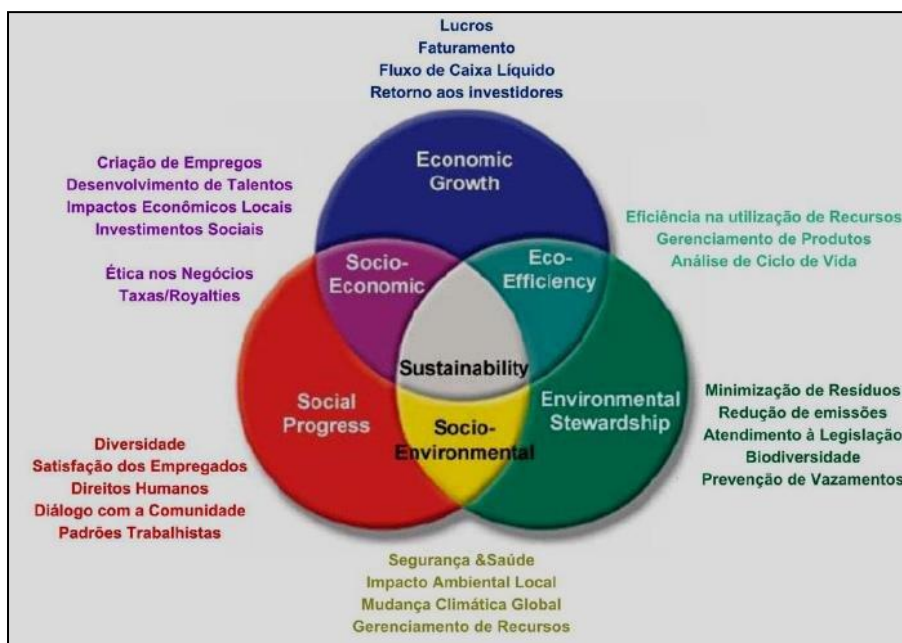 Lucros
Faturamento
Fluxo de Caixa Líquido
Retorno aos investidores
Criação de Empregos
Desenvolvimento de Talentos
Impactos Econômicos Locais
Investimentos Sociais
Ética nos Negócios
Taxas/Royalties
Economic
Growth
Eficiência na utilização de Recursos
Gerenciamento de Produtos
Análise de Ciclo de Vida
Socio-
Economic
Eco-
Efficiency
Sustainability
Social
Progress
Environmental
Stewardship
Socio-
Environmental
Minimização de Resíduos
Redução de emissões
Atendimento à Legislação
Biodiversidade
Prevenção de Vazamentos
Diversidade
Satisfação dos Empregados
Direitos Humanos
Diálogo com a Comunidade
Padrões Trabalhistas
Segurança &Saúde
Impacto Ambiental Local
Mudança Climática Global
Gerenciamento de Recursos